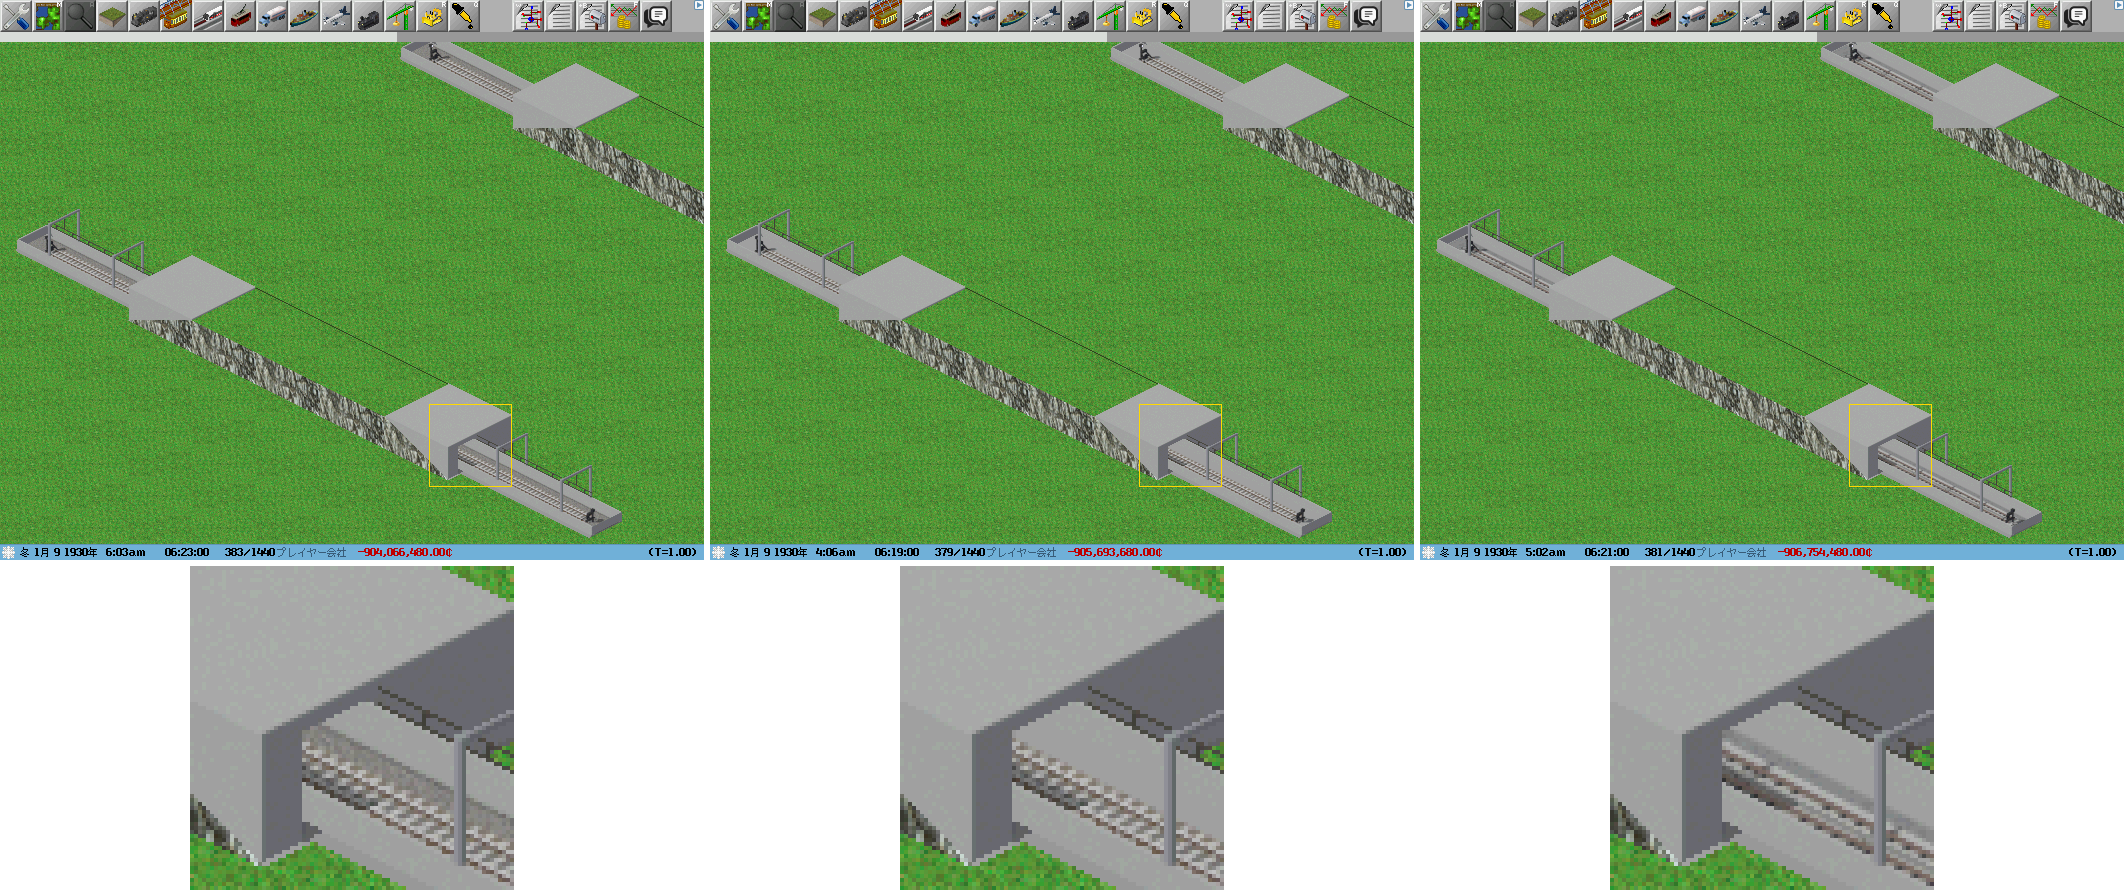 冬 1月 9 1930年 6:03am 06:23:00 383/1440 プレイヤー会社 -904,066,480.00¢ (T=1.00)
冬 1月 9 1930年 4:06am 06:19:00 379/1440 プレイヤー会社 -905,693,680.00¢ (T=1.00)
冬 1月 9 1930年 5:02am 06:21:00 381/1440 プレイヤー会社 -906,754,480.00¢ (T=1.00)